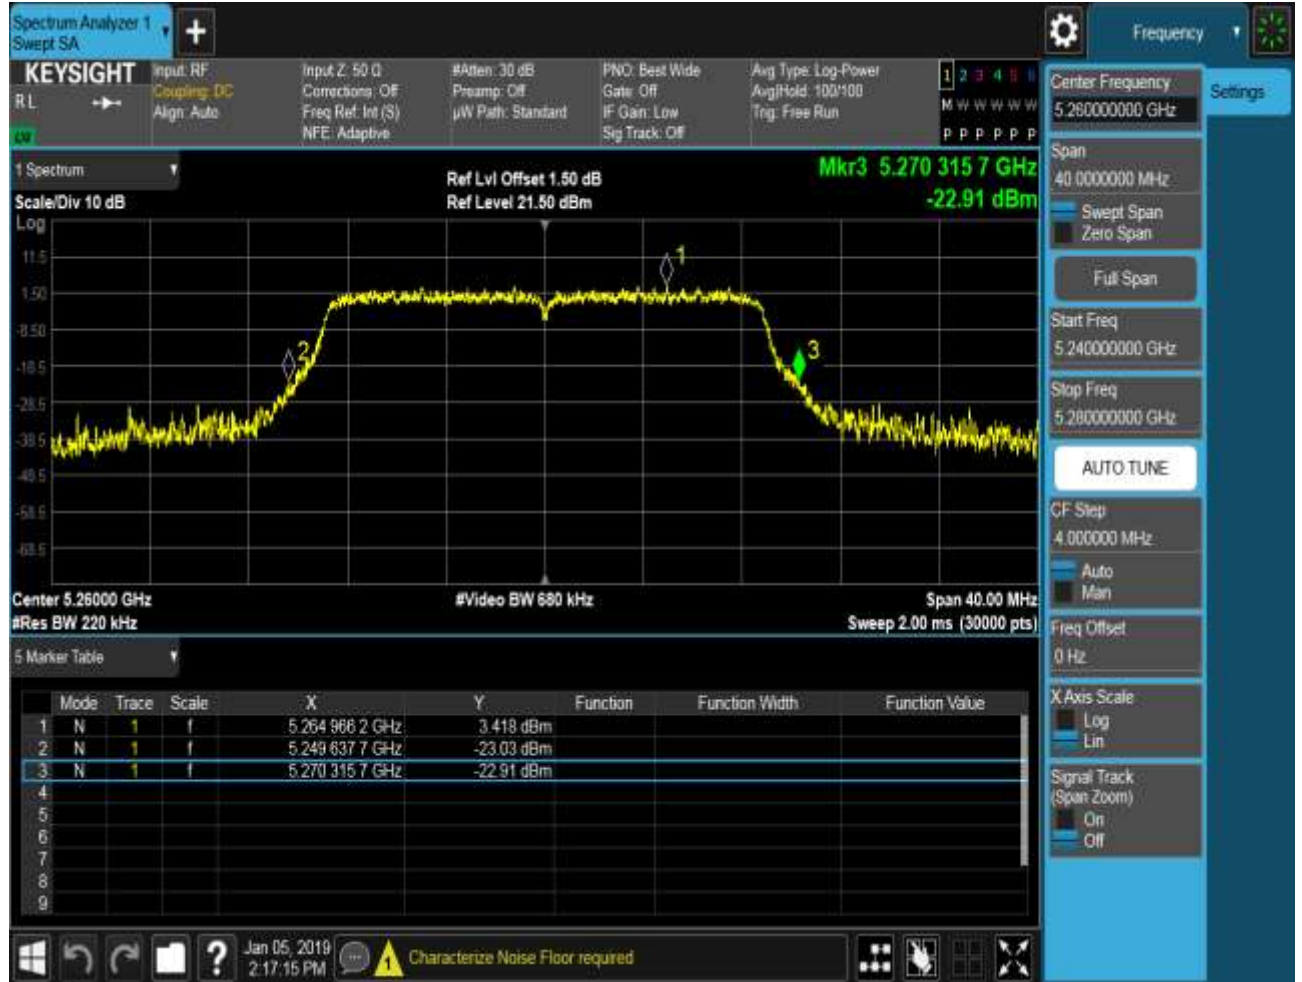 Spectrum Analyzer 1
Swept SA
+
Frequency
KEYSIGHT
RL
Input: RF
Coupling: DC
Align: Auto
Input Z: 50 Ω
Corrections: Off
Freq Ref: Int (S)
NFE: Adaptive
#Atten: 30 dB
Preamp: Off
µW Path: Standard
PNO: Best Wide
Gate: Off
IF Gain: Low
Sig Track: Off
Avg Type: Log-Power
Avg|Hold: 100/100
Trig: Free Run
1 2 3 4 5 6
M W W W W W
P P P P P P
1 Spectrum
Scale/Div 10 dB
Ref Lvl Offset 1.50 dB
Ref Level 21.50 dBm
Mkr3 5.270 315 7 GHz
-22.91 dBm
Log
11.5
1.50
-8.50
-18.5
-28.5
-38.5
-48.5
-58.5
-68.5
1
2
3
Center 5.26000 GHz
#Res BW 220 kHz
#Video BW 680 kHz
Span 40.00 MHz
Sweep 2.00 ms (30000 pts)
5 Marker Table
Mode Trace Scale X Y Function Function Width Function Value
1 N 1 f 5.264 966 2 GHz 3.418 dBm
2 N 1 f 5.249 637 7 GHz -23.03 dBm
3 N 1 f 5.270 315 7 GHz -22.91 dBm
4
5
6
7
8
9
Center Frequency
5.260000000 GHz
Settings
Span
40.0000000 MHz
Swept Span
Zero Span
Full Span
Start Freq
5.240000000 GHz
Stop Freq
5.280000000 GHz
AUTO TUNE
CF Step
4.000000 MHz
Auto
Man
Freq Offset
0 Hz
X Axis Scale
Log
Lin
Signal Track
(Span Zoom)
On
Off
?
Jan 05, 2019
2:17:15 PM
1
Characterize Noise Floor required